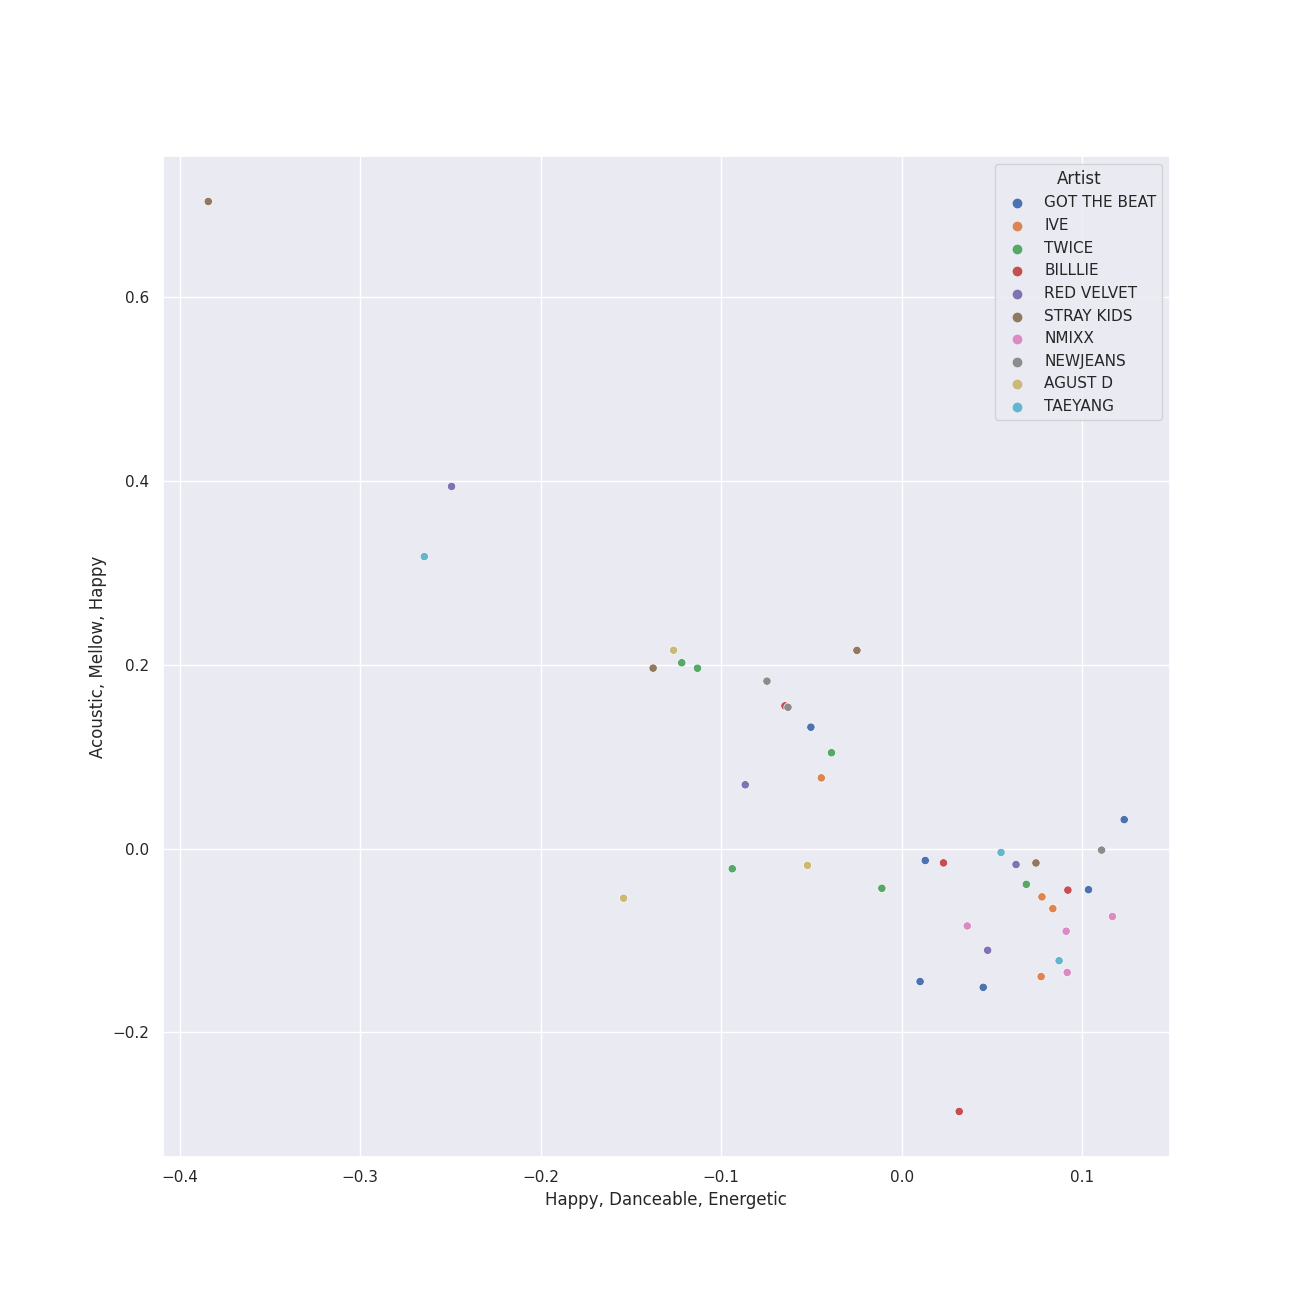 Artist
GOT THE BEAT
IVE
TWICE
BILLLIE
RED VELVET
STRAY KIDS
NMIXX
NEWJEANS
AGUST D
TAEYANG
0.6
0.4
0.2
0.0
−0.2
Acoustic, Mellow, Happy
−0.4 −0.3 −0.2 −0.1 0.0 0.1
Happy, Danceable, Energetic